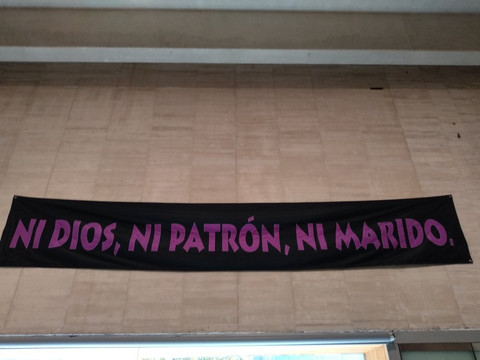 NI DIOS, NI PATRÓN, NI MARIDO.